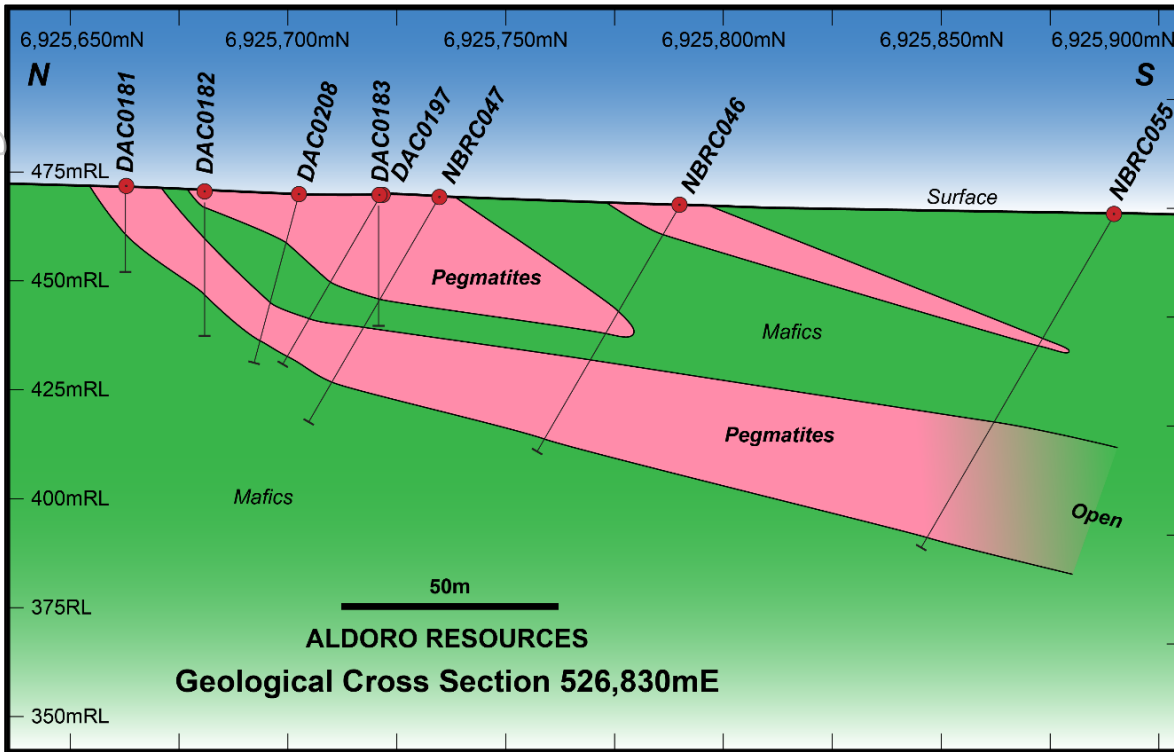 6,925,650mN 6,925,700mN 6,925,750mN 6,925,800mN 6,925,850mN 6,925,900mN
N S
DAC0181
DAC0182
DAC0208
DAC0183
DAC0197
NBRC047
NBRC046
NBRC055
475mRL
Surface
450mRL
Pegmatites
Mafics
425mRL
Pegmatites
400mRL
Mafics
Open
50m
375RL
ALDORO RESOURCES
Geological Cross Section 526,830mE
350mRL